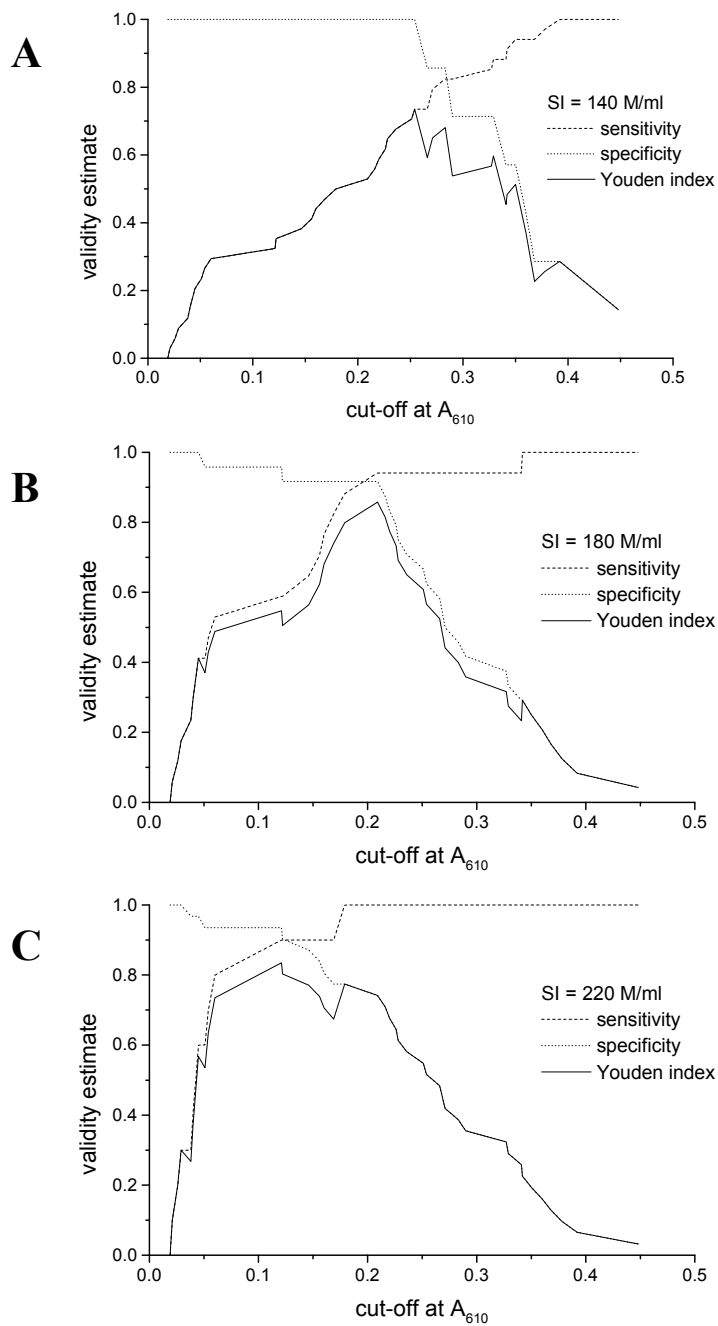 A
1.0
0.8
0.6
0.4
0.2
0.0
validity estimate
SI = 140 M/ml
sensitivity
specificity
Youden index
0.0 0.1 0.2 0.3 0.4 0.5
cut-off at A610
B
1.0
0.8
0.6
0.4
0.2
0.0
validity estimate
SI = 180 M/ml
sensitivity
specificity
Youden index
0.0 0.1 0.2 0.3 0.4 0.5
cut-off at A610
C
1.0
0.8
0.6
0.4
0.2
0.0
validity estimate
SI = 220 M/ml
sensitivity
specificity
Youden index
0.0 0.1 0.2 0.3 0.4 0.5
cut-off at A610